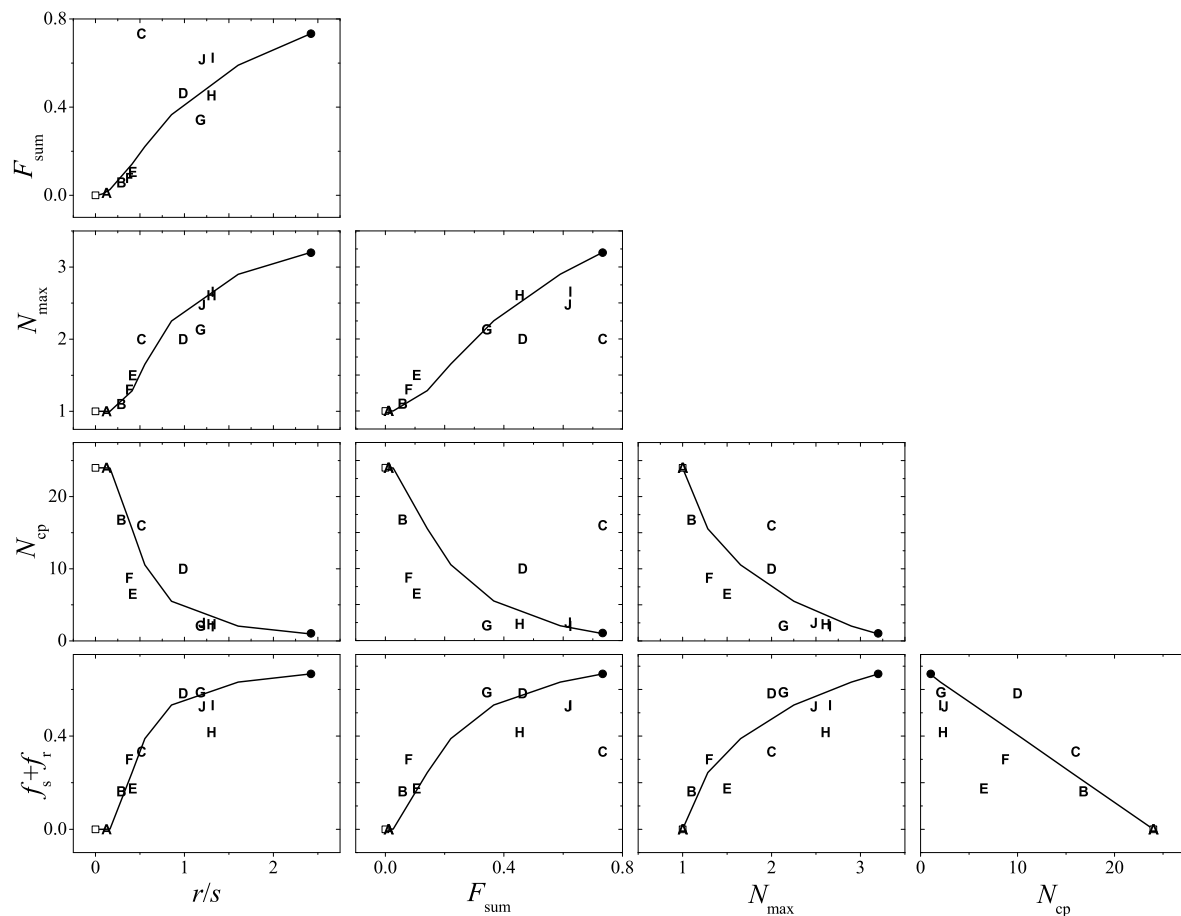 0.8
0.4
0.0
F_sum
A B C D E F G H I J
3
2
1
N_max
A B C D E F G H I J
A B C D E F G H I J
20
10
0
N_cp
A B C D E F G H I J
A B C D E F G H I J
A B C D E F G H I J
0.4
0.0
f_s+f_r
A B C D E F G H I J
A B C D E F G H I J
A B C D E F G H I J
A B C D E F G H I J
0 1 2
0.0 0.4 0.8
1 2 3
0 10 20
r/s
F_sum
N_max
N_cp